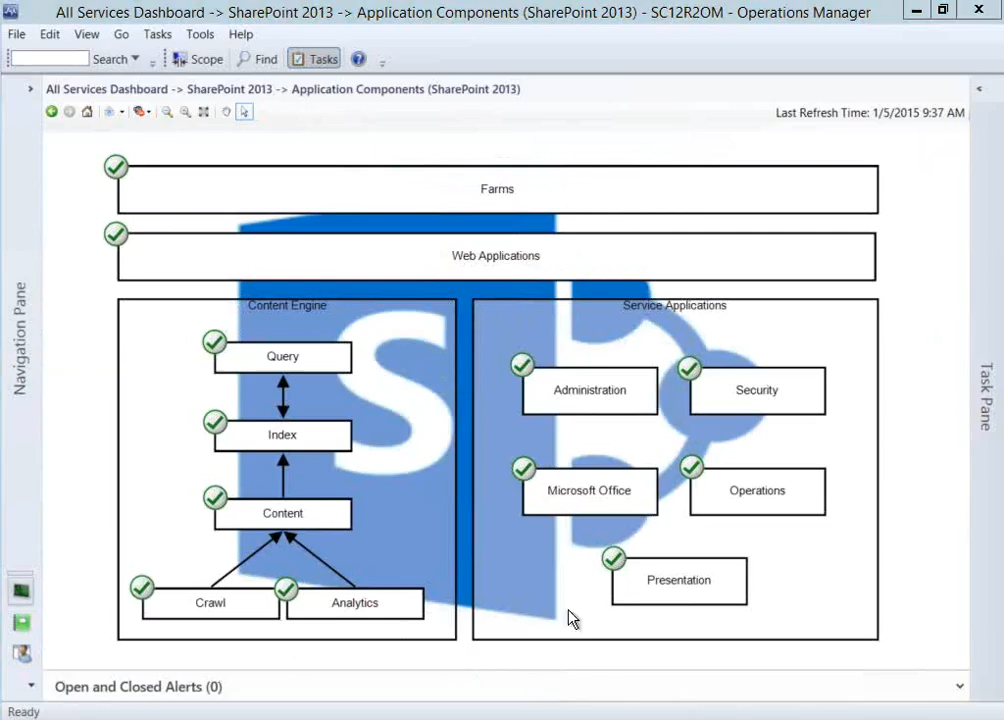 All Services Dashboard -> SharePoint 2013 -> Application Components (SharePoint 2013) - SC12R2OM - Operations Manager
File Edit View Go Tasks Tools Help
Search Scope Find Tasks
All Services Dashboard -> SharePoint 2013 -> Application Components (SharePoint 2013)
Last Refresh Time: 1/5/2015 9:37 AM
Navigation Pane
Farms
Web Applications
Content Engine
Query
Index
Content
Crawl
Analytics
Service Applications
Administration
Security
Microsoft Office
Operations
Presentation
Task Pane
Open and Closed Alerts (0)
Ready